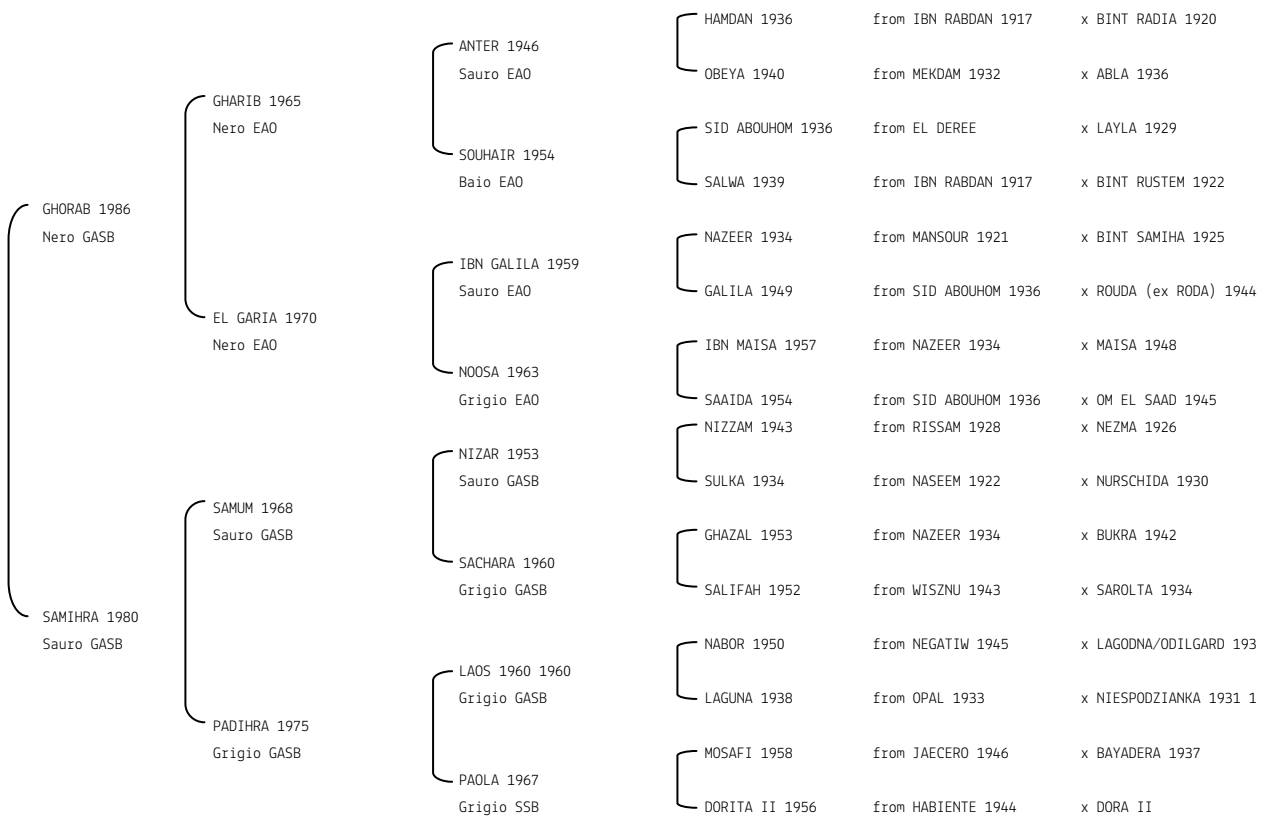 HAMDAN 1936 from IBN RABDAN 1917 x BINT RADIA 1920
ANTER 1946
Sauro EAO OBEYA 1940 from MEKDAM 1932 x ABLA 1936
GHARIB 1965
Nero EAO SID ABOUHOM 1936 from EL DEREE x LAYLA 1929
SOUHAIR 1954
Baio EAO SALWA 1939 from IBN RABDAN 1917 x BINT RUSTEM 1922
GHORAB 1986
Nero GASB NAZEER 1934 from MANSOUR 1921 x BINT SAMIHA 1925
IBN GALILA 1959
Sauro EAO GALILA 1949 from SID ABOUHOM 1936 x ROUDA (ex RODA) 1944
EL GARIA 1970
Nero EAO IBN MAISA 1957 from NAZEER 1934 x MAISA 1948
NOOSA 1963
Grigio EAO SAAIDA 1954 from SID ABOUHOM 1936 x OM EL SAAD 1945
NIZZAM 1943 from RISSAM 1928 x NEZMA 1926
NIZAR 1953
Sauro GASB SULKA 1934 from NASEEM 1922 x NURSCHIDA 1930
SAMUM 1968
Sauro GASB GHAZAL 1953 from NAZEER 1934 x BUKRA 1942
SACHARA 1960
Grigio GASB SALIFAH 1952 from WISZNU 1943 x SAROLTA 1934
SAMIHRA 1980
Sauro GASB NABOR 1950 from NEGATIW 1945 x LAGODNA/ODILGARD 193
LAOS 1960 1960
Grigio GASB LAGUNA 1938 from OPAL 1933 x NIESPODZIANKA 1931 1
PADIHRA 1975
Grigio GASB MOSAFI 1958 from JAECERO 1946 x BAYADERA 1937
PAOLA 1967
Grigio SSB DORITA II 1956 from HABIENTE 1944 x DORA II